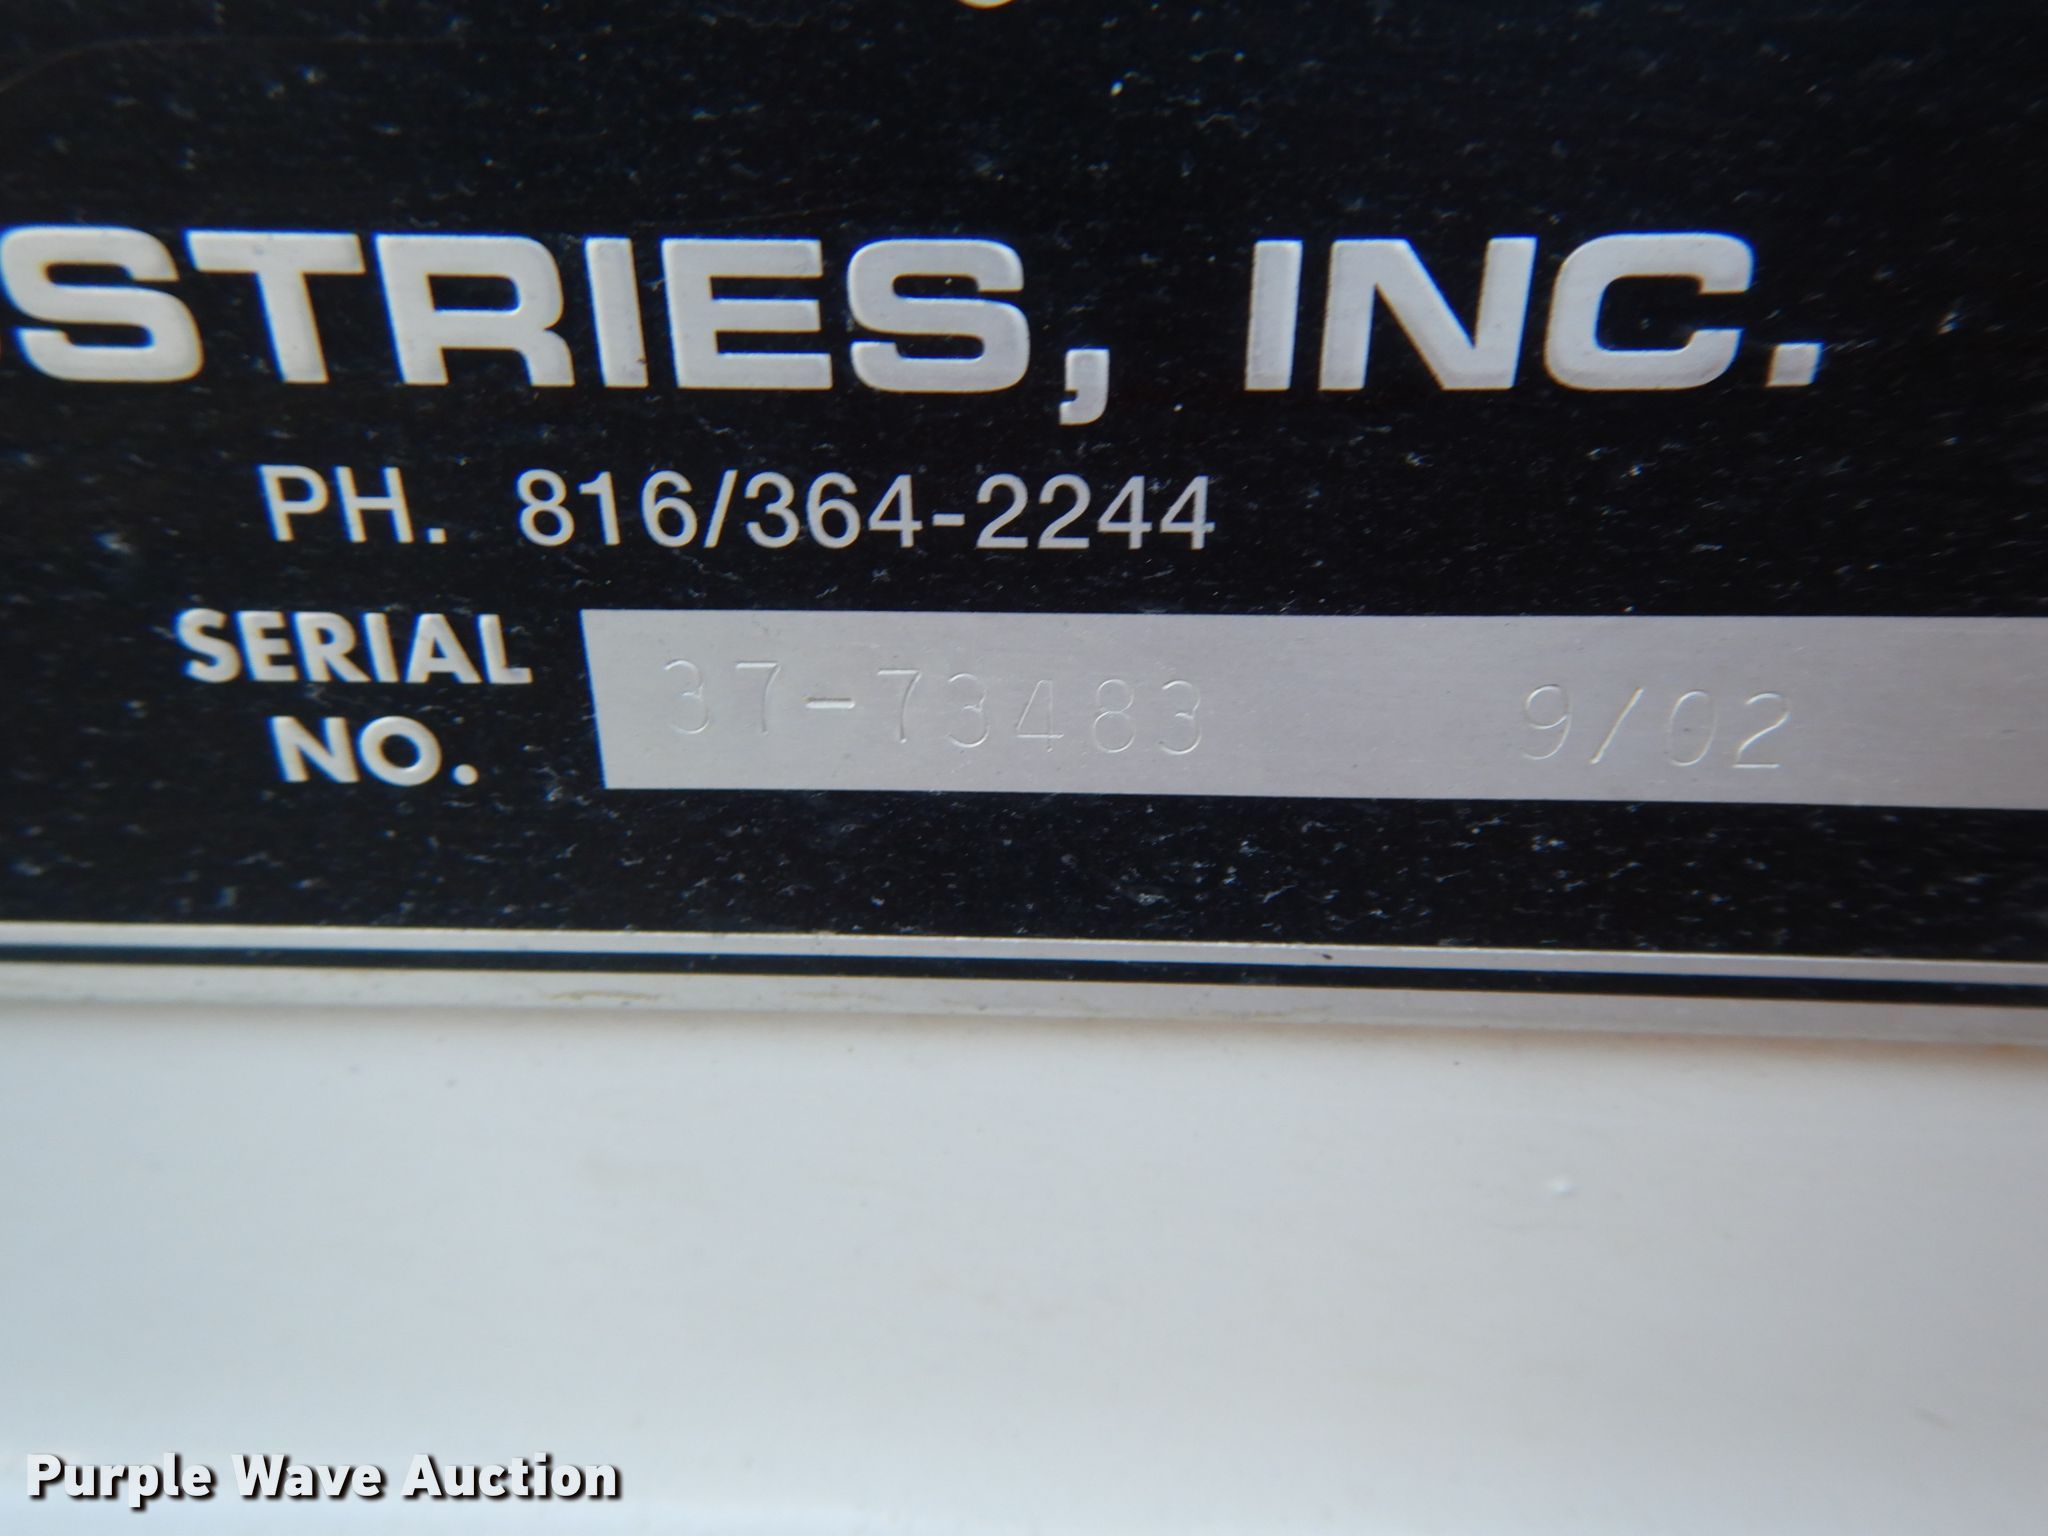 STRIES, INC.
PH. 816/364-2244
SERIAL
NO.
37-73483 9/02
Purple Wave Auction